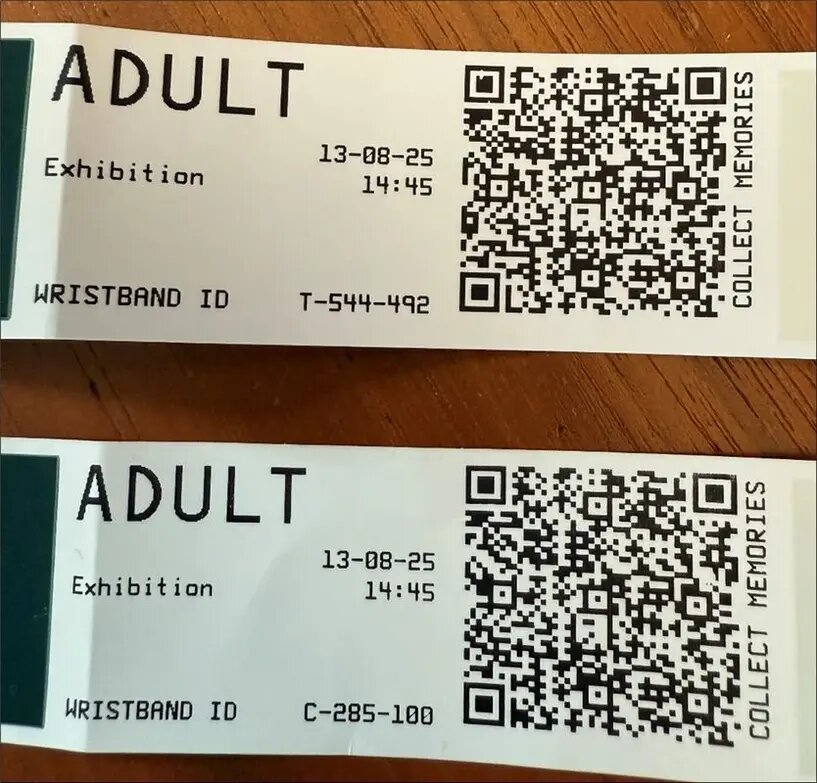 ADULT
13-08-25
Exhibition
14:45
WRISTBAND ID T-544-492
COLLECT MEMORIES
ADULT
13-08-25
Exhibition
14:45
WRISTBAND ID C-285-100
COLLECT MEMORIES